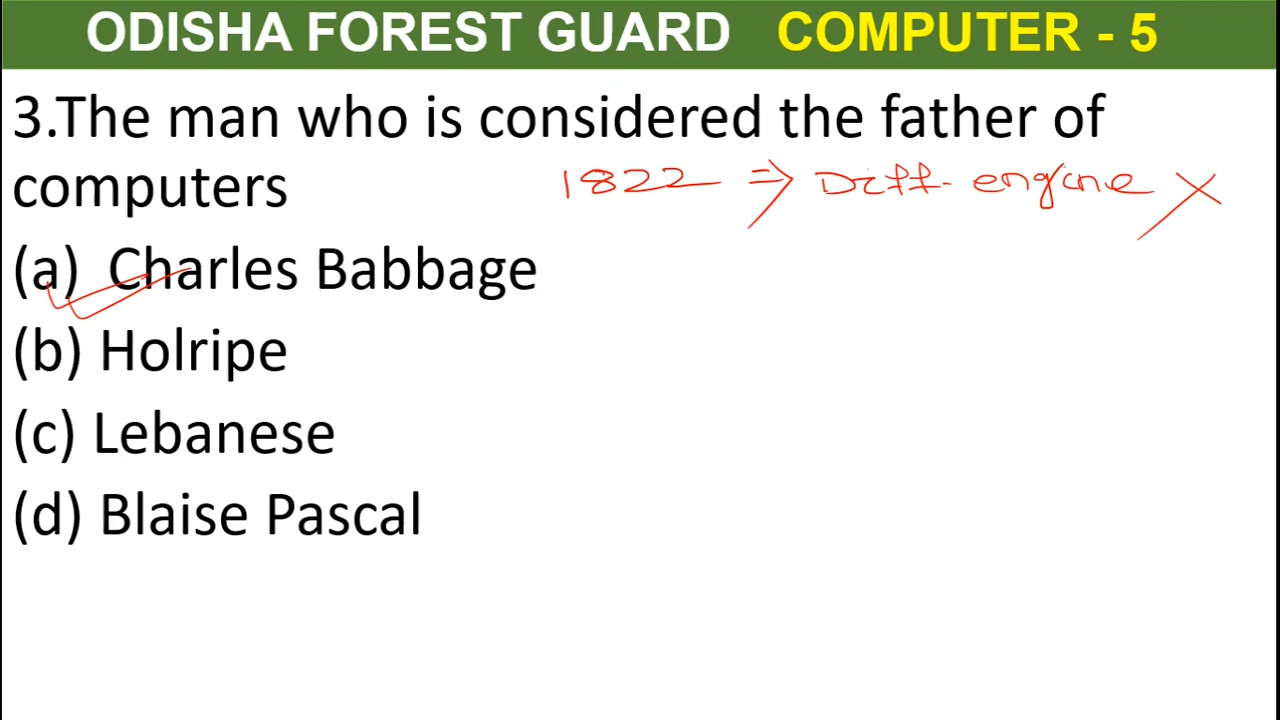 ODISHA FOREST GUARD COMPUTER - 5
3.The man who is considered the father of
computers
1822 ⇒ Diff. engine
(a) Charles Babbage
(b) Holripe
(c) Lebanese
(d) Blaise Pascal